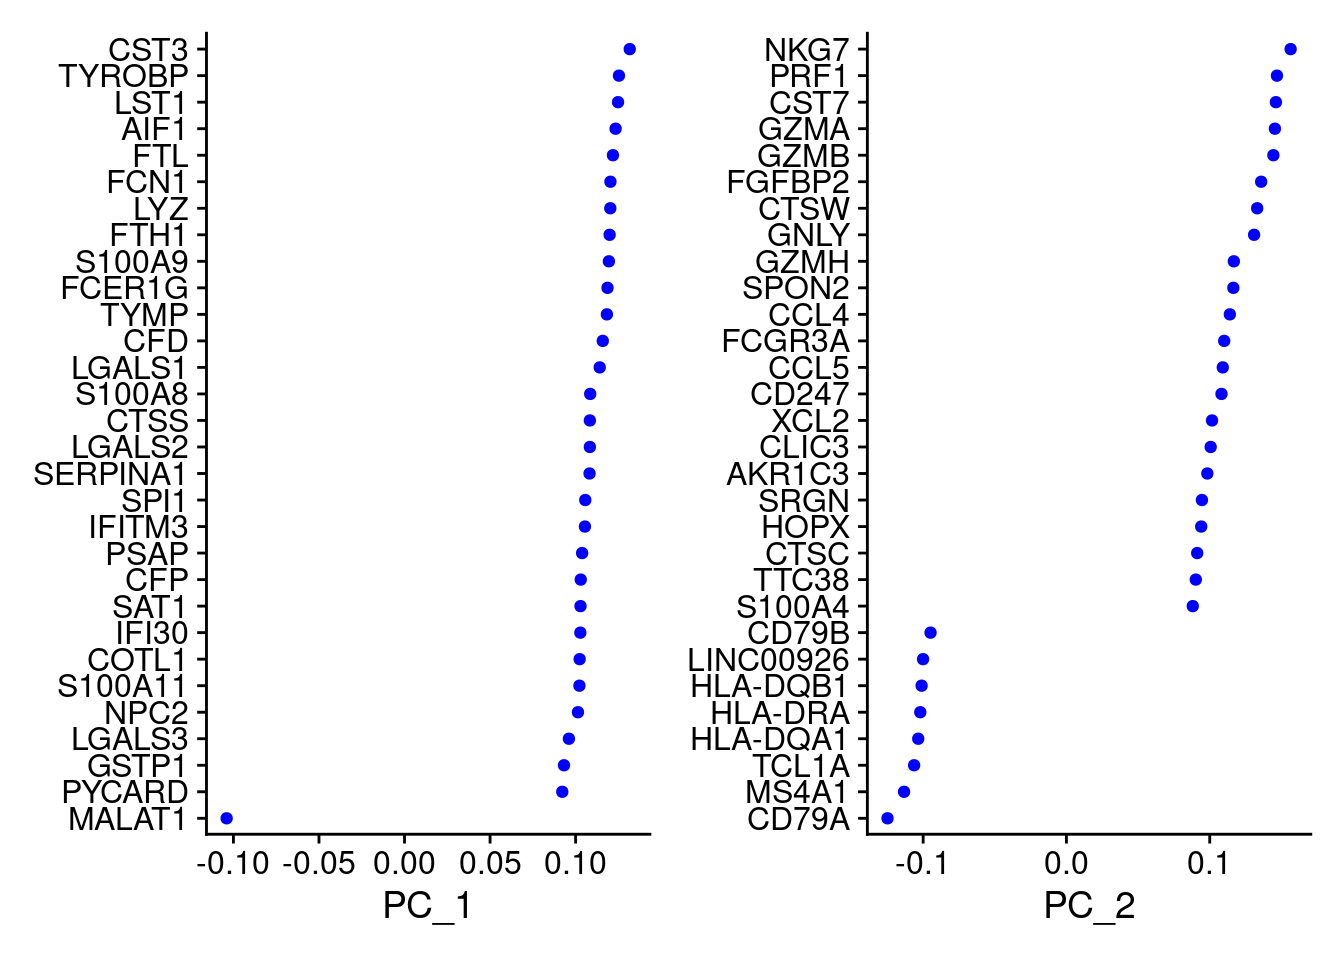 CST3
TYROBP
LST1
AIF1
FTL
FCN1
LYZ
FTH1
S100A9
FCER1G
TYMP
CFD
LGALS1
S100A8
CTSS
LGALS2
SERPINA1
SPI1
IFITM3
PSAP
CFP
SAT1
IFI30
COTL1
S100A11
NPC2
LGALS3
GSTP1
PYCARD
MALAT1
-0.10 -0.05 0.00 0.05 0.10
PC_1
NKG7
PRF1
CST7
GZMA
GZMB
FGFBP2
CTSW
GNLY
GZMH
SPON2
CCL4
FCGR3A
CCL5
CD247
XCL2
CLIC3
AKR1C3
SRGN
HOPX
CTSC
TTC38
S100A4
CD79B
LINC00926
HLA-DQB1
HLA-DRA
HLA-DQA1
TCL1A
MS4A1
CD79A
-0.1 0.0 0.1
PC_2